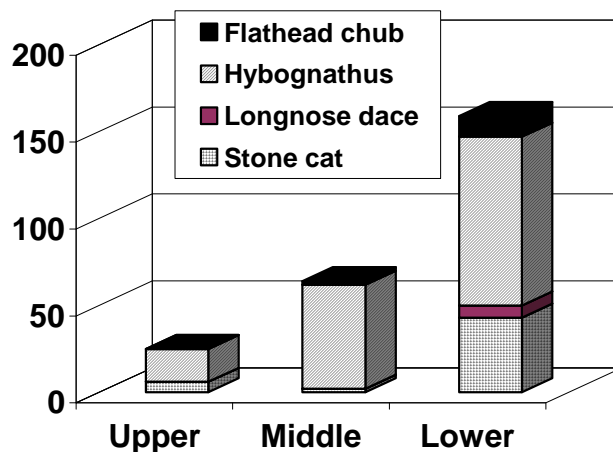 200
150
100
50
0
Flathead chub
Hybognathus
Longnose dace
Stone cat
Upper Middle Lower